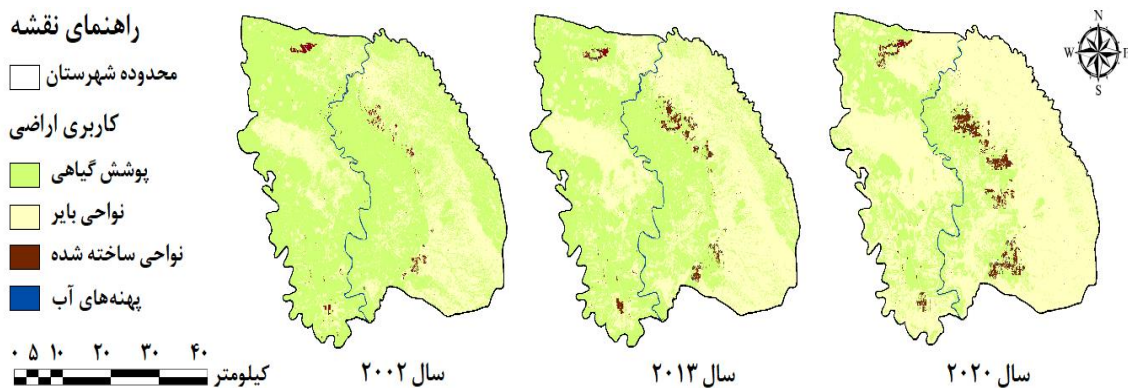 راهنمای نقشه
محدوده شهرستان
کاربری اراضی
پوشش گیاهی
نواحی بایر
نواحی ساخته شده
پهنه‌های آب
۰ ۵ ۱۰ ۲۰ ۳۰ ۴۰
کیلومتر
سال ۲۰۰۲
سال ۲۰۱۳
سال ۲۰۲۰
N
W E
S